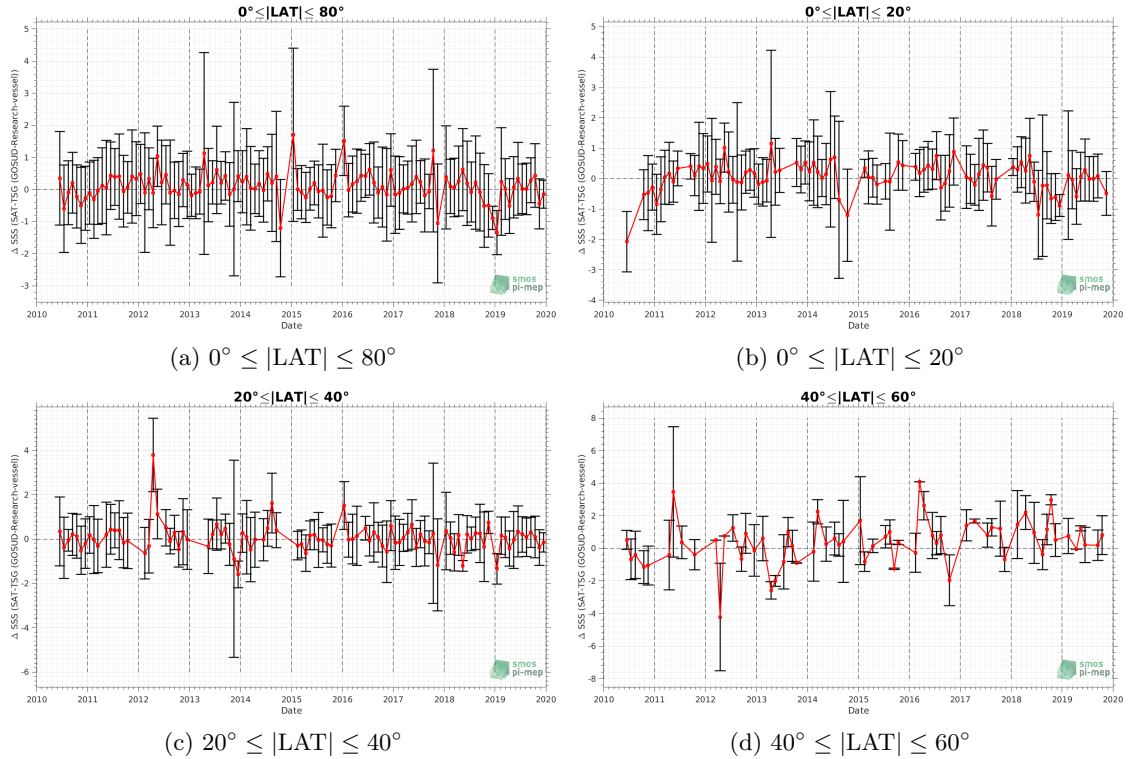 0°≤|LAT|≤ 80°
Δ SSS (SAT-TSG (GOSUD-Research-vessel))
5
4
3
2
1
0
-1
-2
-3
2010 2011 2012 2013 2014 2015 2016 2017 2018 2019 2020
Date
smos
pi-mep
(a) 0° ≤ |LAT| ≤ 80°
0°≤|LAT|≤ 20°
Δ SSS (SAT-TSG (GOSUD-Research-vessel))
5
4
3
2
1
0
-1
-2
-3
-4
2010 2011 2012 2013 2014 2015 2016 2017 2018 2019 2020
Date
smos
pi-mep
(b) 0° ≤ |LAT| ≤ 20°
20°≤|LAT|≤ 40°
Δ SSS (SAT-TSG (GOSUD-Research-vessel))
4
2
0
-2
-4
-6
2010 2011 2012 2013 2014 2015 2016 2017 2018 2019 2020
Date
smos
pi-mep
(c) 20° ≤ |LAT| ≤ 40°
40°≤|LAT|≤ 60°
Δ SSS (SAT-TSG (GOSUD-Research-vessel))
8
6
4
2
0
-2
-4
-6
-8
2010 2011 2012 2013 2014 2015 2016 2017 2018 2019 2020
Date
smos
pi-mep
(d) 40° ≤ |LAT| ≤ 60°